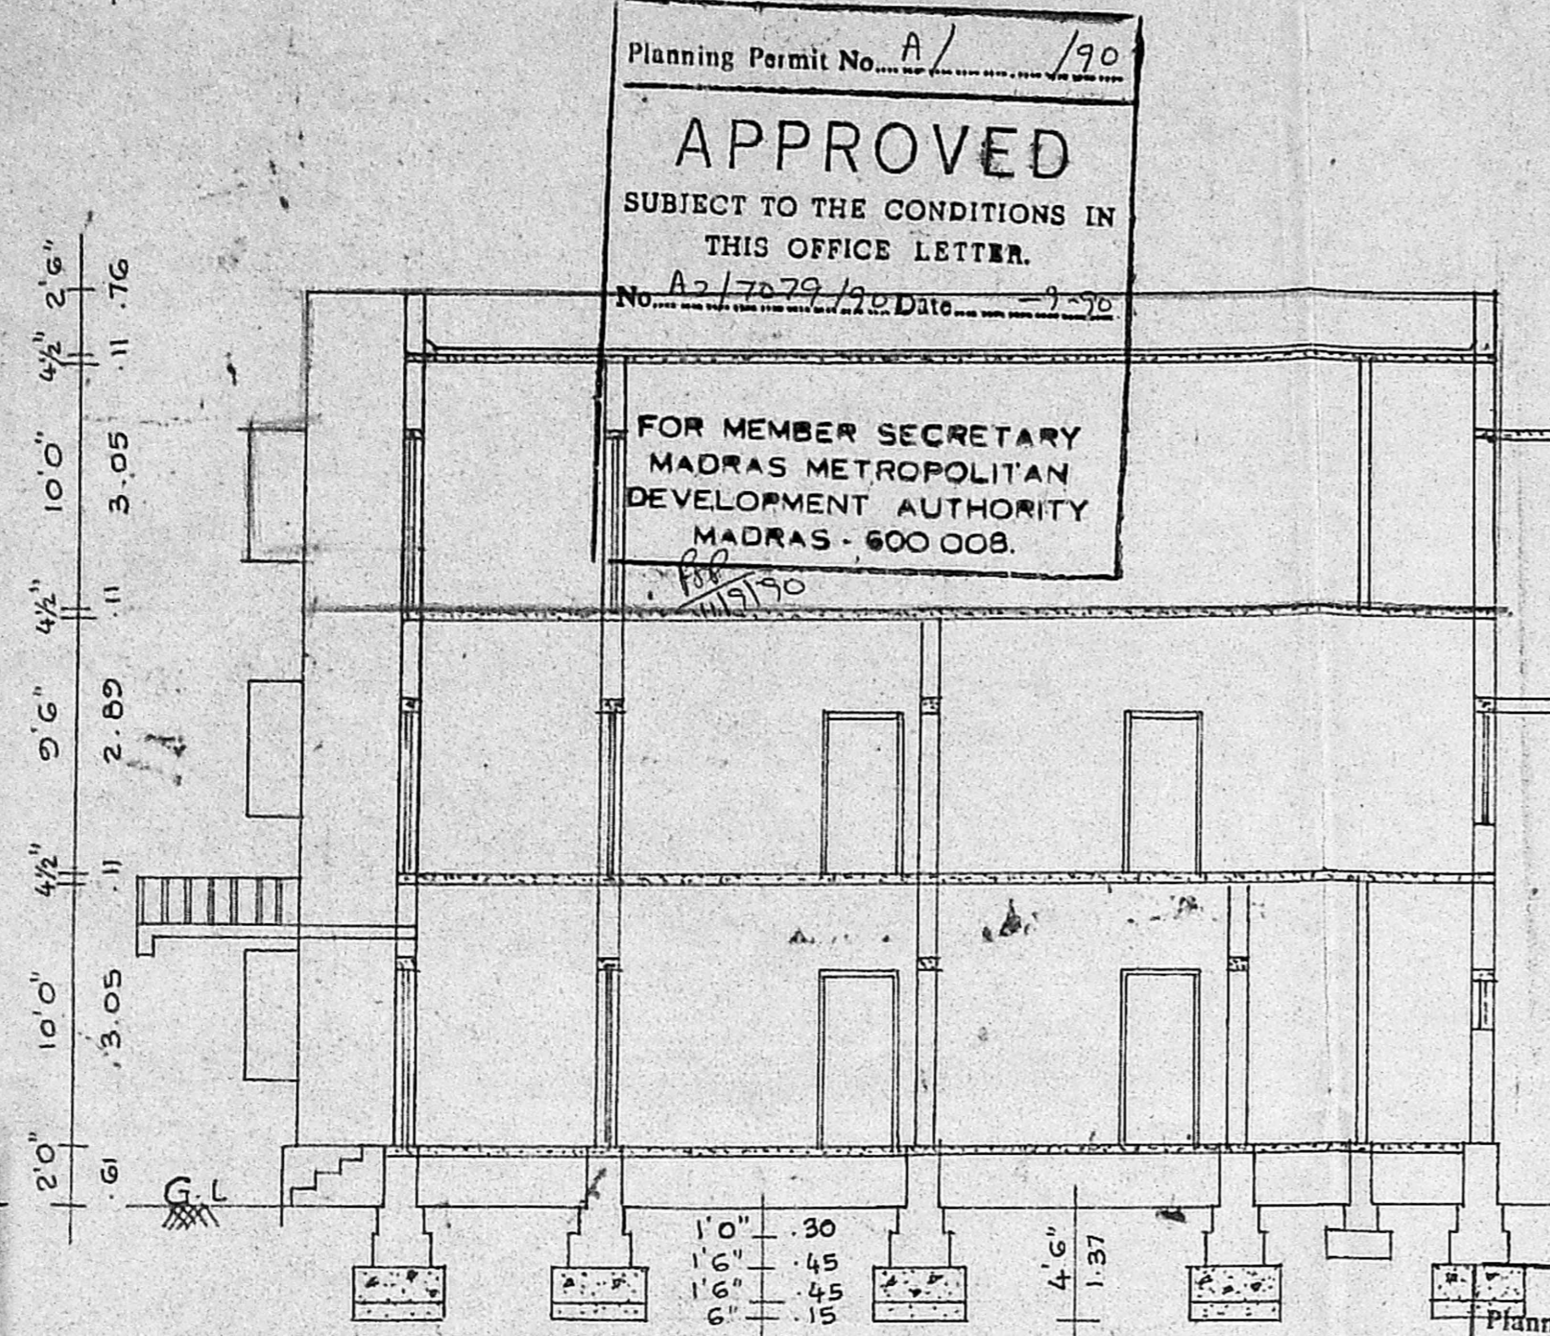 Planning Permit No.... A/ /90
APPROVED
SUBJECT TO THE CONDITIONS IN
THIS OFFICE LETTER.
No.... A2/7079/90 Date.... -9-90
FOR MEMBER SECRETARY
MADRAS METROPOLITAN
DEVELOPMENT AUTHORITY
MADRAS - 600 008.
11/9/90
2'6" .76
4½" .11
10'0" 3.05
4½" .11
9'6" 2.89
4½" .11
10'0" 3.05
2'0" .61
G.L
1'0" .30
1'6" .45
1'6" .45
6" .15
4'6" 1.37